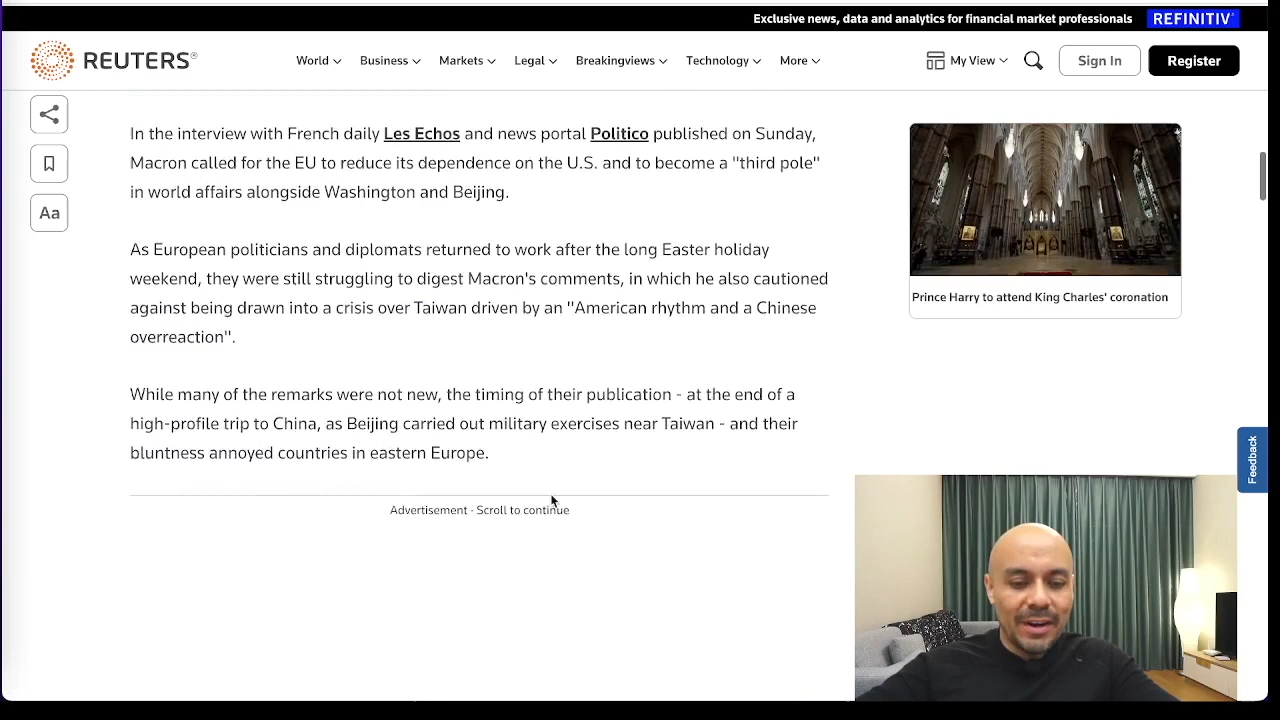 Exclusive news, data and analytics for financial market professionals REFINITIV
REUTERS®
World Business Markets Legal Breakingviews Technology More
My View Sign In Register
Aa
In the interview with French daily Les Echos and news portal Politico published on Sunday,
Macron called for the EU to reduce its dependence on the U.S. and to become a "third pole"
in world affairs alongside Washington and Beijing.
As European politicians and diplomats returned to work after the long Easter holiday
weekend, they were still struggling to digest Macron's comments, in which he also cautioned
against being drawn into a crisis over Taiwan driven by an "American rhythm and a Chinese
overreaction".
While many of the remarks were not new, the timing of their publication - at the end of a
high-profile trip to China, as Beijing carried out military exercises near Taiwan - and their
bluntness annoyed countries in eastern Europe.
Advertisement · Scroll to continue
Prince Harry to attend King Charles' coronation
Feedback